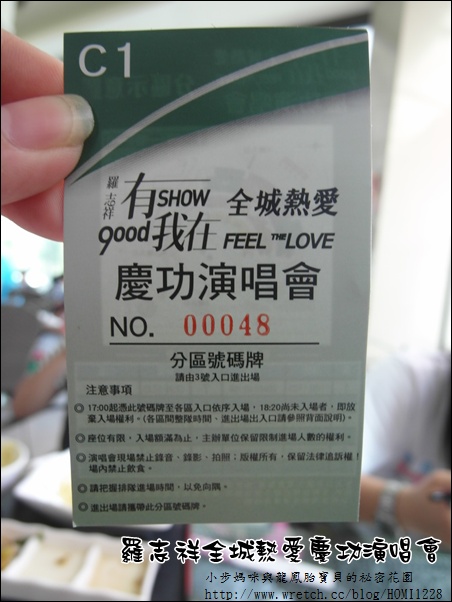 C1
羅志祥
有SHOW
good我在
全城熱愛
FEEL THE LOVE
慶功演唱會
NO. 00048
分區號碼牌
請由3號入口進出場
注意事項
◎ 17:00起憑此號碼牌至各區入口依序入場,18:20尚未入場者,即放
棄入場權利。(各區間整隊時間、進出場出入口請參照背面說明)。
◎ 座位有限,入場額滿為止,主辦單位保留限制進場人數的權利。
◎ 演唱會現場禁止錄音、錄影、拍照;版權所有,保留法律追訴權!
場內禁止飲食。
◎ 請把握排隊進場時間,以免向隅。
◎ 進出場請攜帶此分區號碼牌。
羅志祥全城熱愛慶功演唱會
小步媽咪與龍鳳胎寶貝的秘密花園
http://www.wretch.cc/blog/HOMI1228